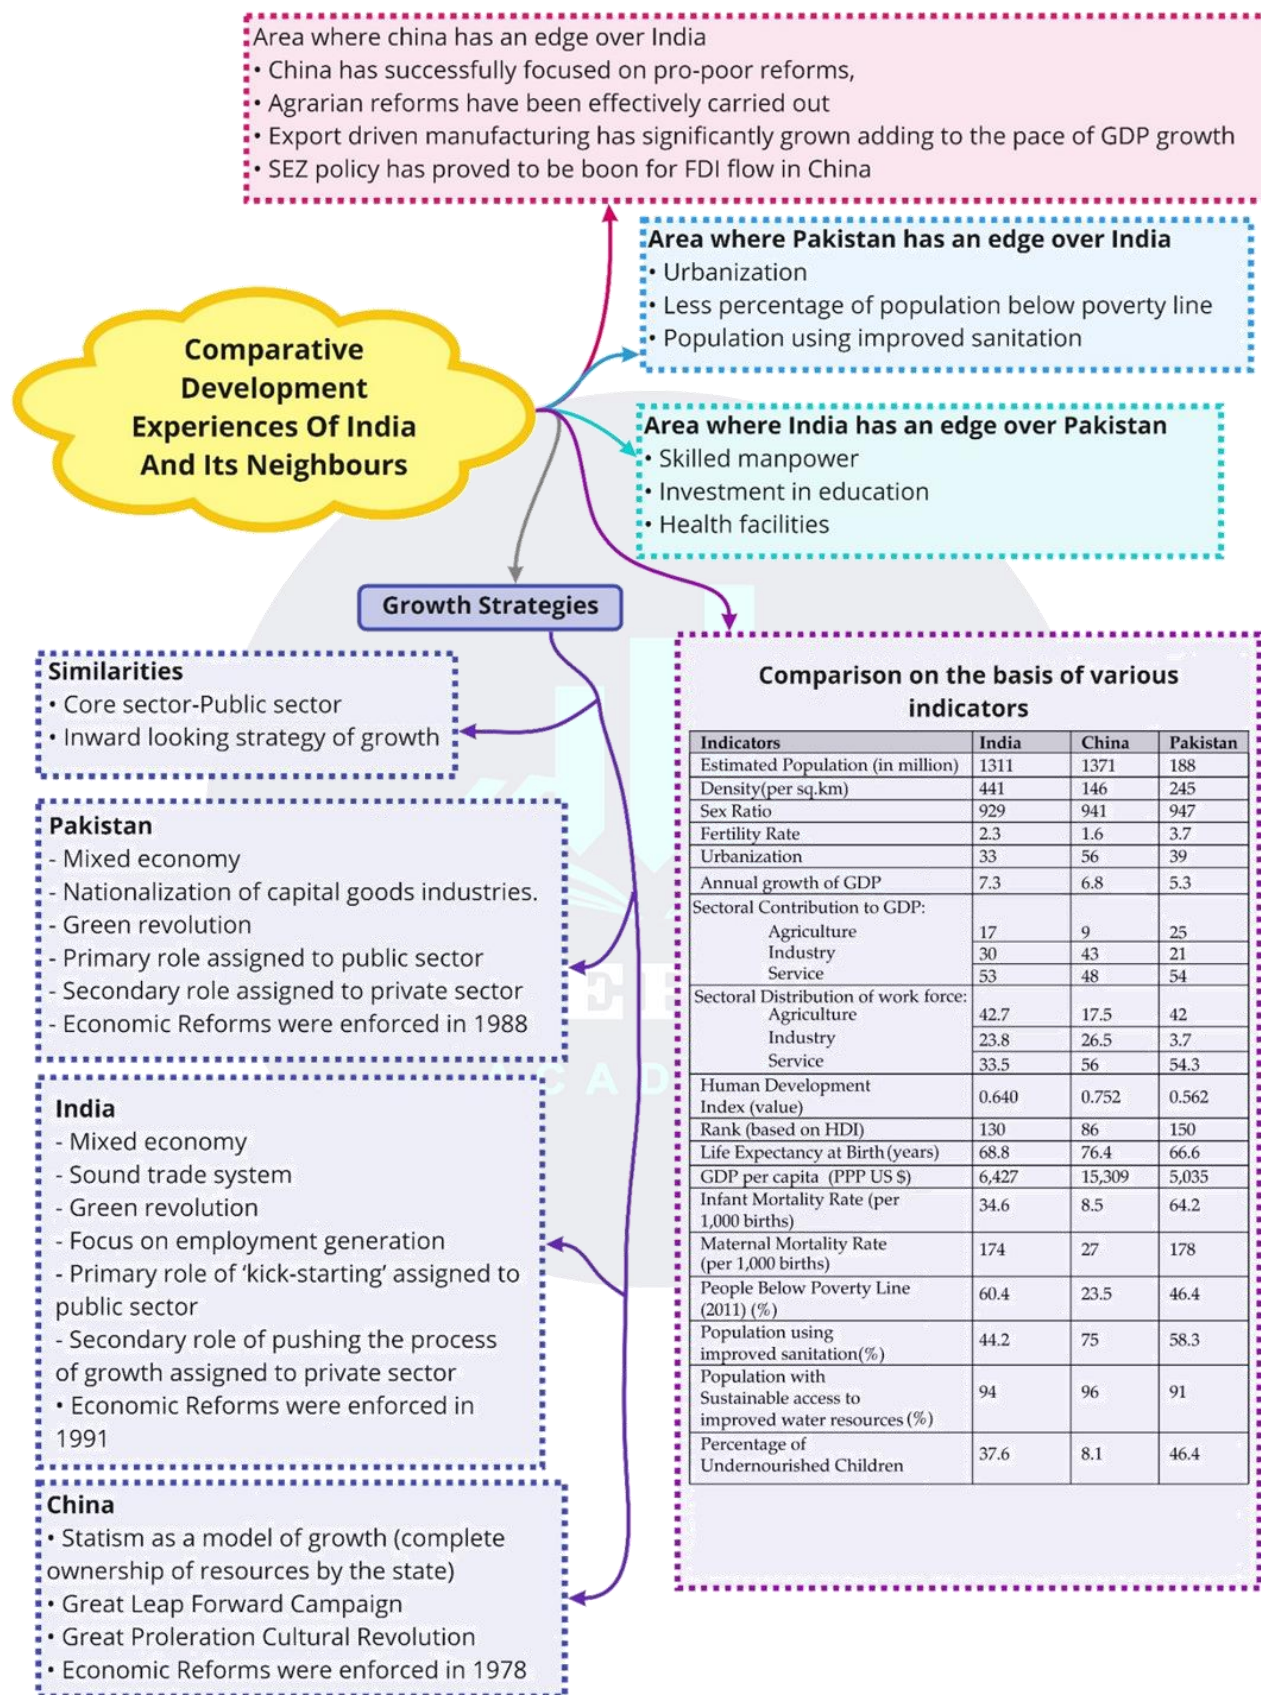 Area where china has an edge over India
• China has successfully focused on pro-poor reforms,
• Agrarian reforms have been effectively carried out
• Export driven manufacturing has significantly grown adding to the pace of GDP growth
• SEZ policy has proved to be boon for FDI flow in China
Area where Pakistan has an edge over India
• Urbanization
• Less percentage of population below poverty line
• Population using improved sanitation
Comparative
Development
Experiences Of India
And Its Neighbours
Area where India has an edge over Pakistan
• Skilled manpower
• Investment in education
• Health facilities
Growth Strategies
Similarities
• Core sector-Public sector
• Inward looking strategy of growth
Pakistan
- Mixed economy
- Nationalization of capital goods industries.
- Green revolution
- Primary role assigned to public sector
- Secondary role assigned to private sector
- Economic Reforms were enforced in 1988
India
- Mixed economy
- Sound trade system
- Green revolution
- Focus on employment generation
- Primary role of ‘kick-starting’ assigned to
public sector
- Secondary role of pushing the process
of growth assigned to private sector
• Economic Reforms were enforced in
1991
China
• Statism as a model of growth (complete
ownership of resources by the state)
• Great Leap Forward Campaign
• Great Proleration Cultural Revolution
• Economic Reforms were enforced in 1978
Comparison on the basis of various
indicators
Indicators India China Pakistan
Estimated Population (in million) 1311 1371 188
Density(per sq.km) 441 146 245
Sex Ratio 929 941 947
Fertility Rate 2.3 1.6 3.7
Urbanization 33 56 39
Annual growth of GDP 7.3 6.8 5.3
Sectoral Contribution to GDP:
Agriculture 17 9 25
Industry 30 43 21
Service 53 48 54
Sectoral Distribution of work force:
Agriculture 42.7 17.5 42
Industry 23.8 26.5 3.7
Service 33.5 56 54.3
Human Development
Index (value) 0.640 0.752 0.562
Rank (based on HDI) 130 86 150
Life Expectancy at Birth (years) 68.8 76.4 66.6
GDP per capita (PPP US $) 6,427 15,309 5,035
Infant Mortality Rate (per
1,000 births) 34.6 8.5 64.2
Maternal Mortality Rate
(per 1,000 births) 174 27 178
People Below Poverty Line
(2011) (%) 60.4 23.5 46.4
Population using
improved sanitation(%) 44.2 75 58.3
Population with
Sustainable access to
improved water resources (%) 94 96 91
Percentage of
Undernourished Children 37.6 8.1 46.4